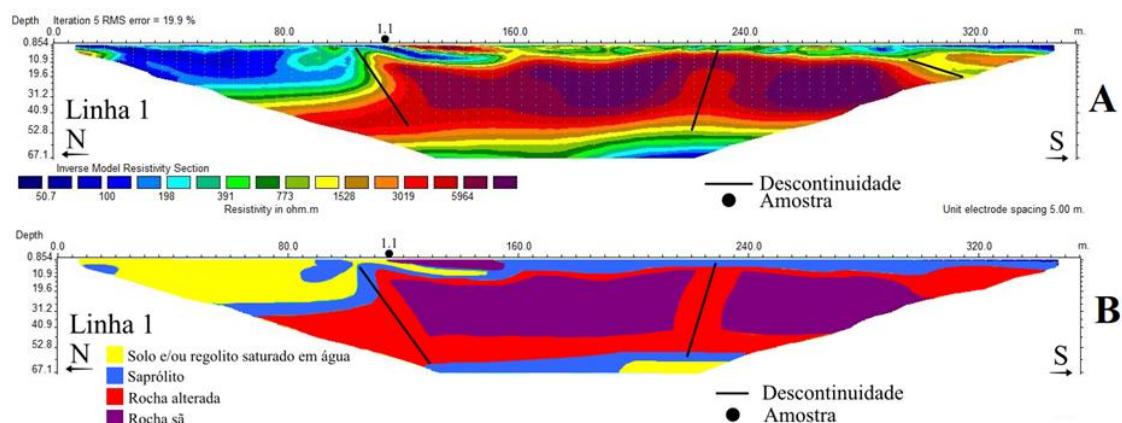 Depth Iteration 5 RMS error = 19.9 %
0.0 80.0 1.1 160.0 240.0 320.0 m.
0.854
10.9
19.6
31.2
40.9
52.8
67.1
Linha 1
N
A
S
Inverse Model Resistivity Section
50.7 100 198 391 773 1528 3019 5964
Resistivity in ohm.m
Descontinuidade
Amostra
Unit electrode spacing 5.00 m.
Depth
0.0 80.0 1.1 160.0 240.0 320.0 m.
0.854
10.9
19.6
31.2
40.9
52.8
67.1
Linha 1
N
B
S
Solo e/ou regolito saturado em água
Saprólito
Rocha alterada
Rocha sã
Descontinuidade
Amostra